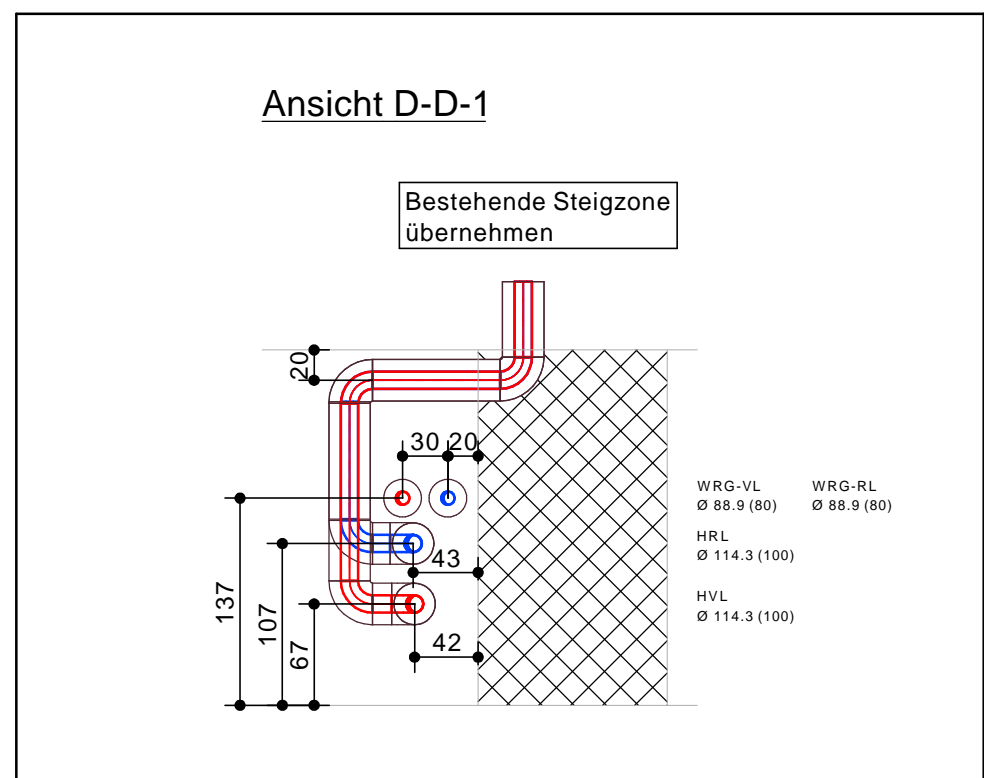 Ansicht D-D-1
Bestehende Steigzone
übernehmen
20
30 20
WRG-VL WRG-RL
Ø 88.9 (80) Ø 88.9 (80)
HRL
Ø 114.3 (100)
43
HVL
Ø 114.3 (100)
137
107
67
42